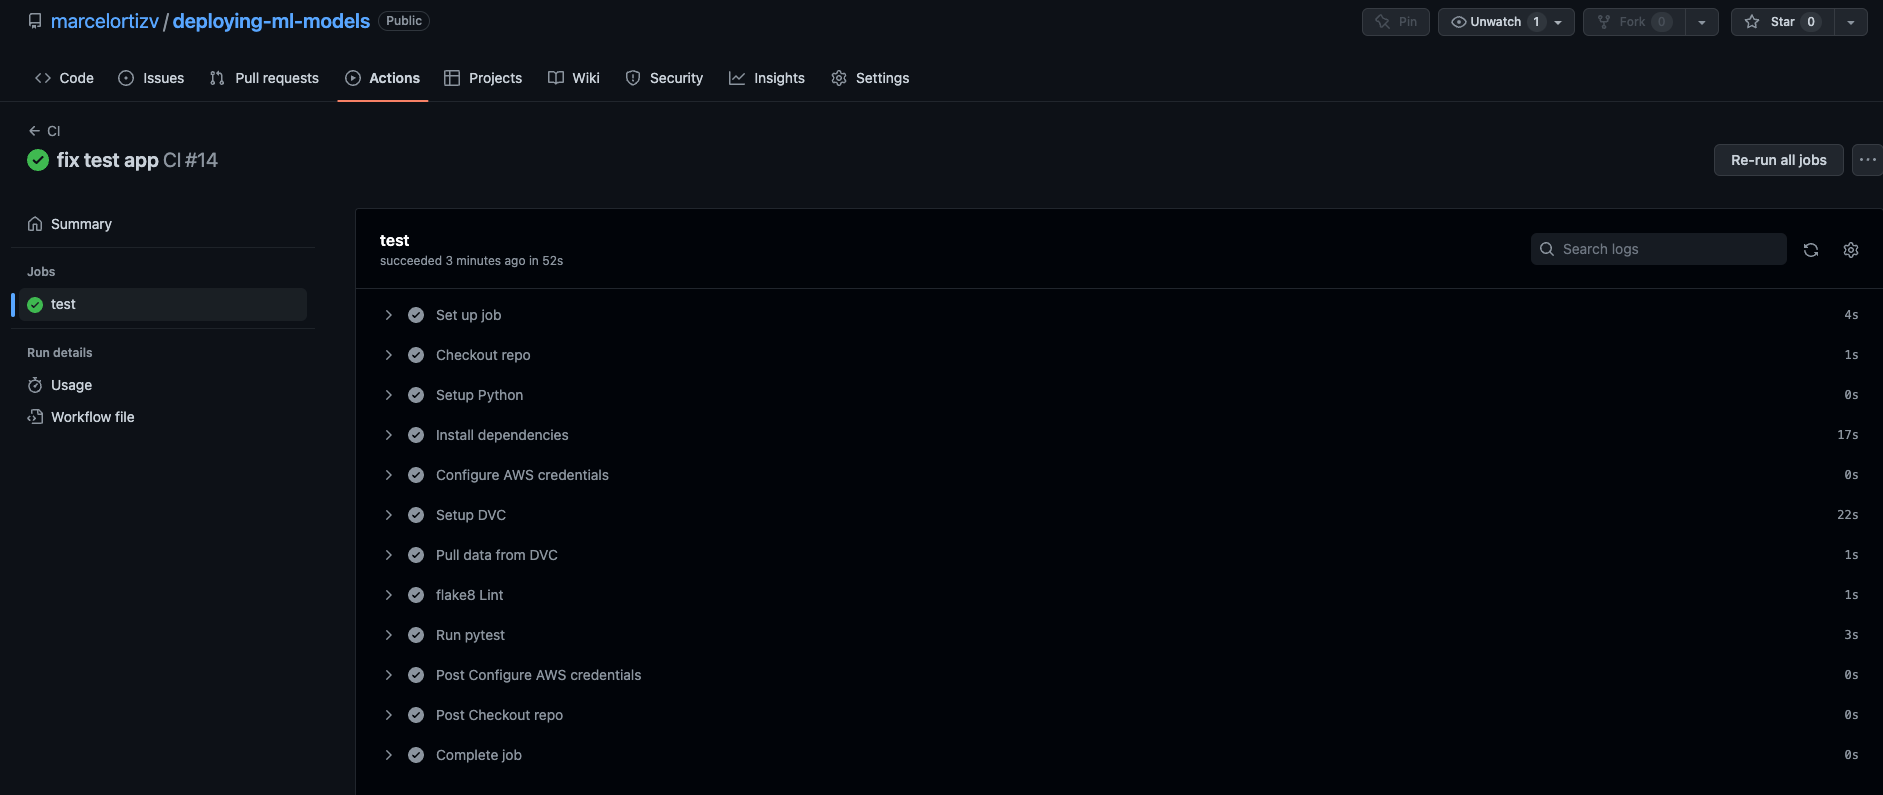 marcelortizv / deploying-ml-models Public
Pin Unwatch 1 Fork 0 Star 0
Code Issues Pull requests Actions Projects Wiki Security Insights Settings
CI
fix test app CI #14
Re-run all jobs
Summary
Jobs
test
Run details
Usage
Workflow file
test
succeeded 3 minutes ago in 52s
Search logs
Set up job 4s
Checkout repo 1s
Setup Python 0s
Install dependencies 17s
Configure AWS credentials 0s
Setup DVC 22s
Pull data from DVC 1s
flake8 Lint 1s
Run pytest 3s
Post Configure AWS credentials 0s
Post Checkout repo 0s
Complete job 0s